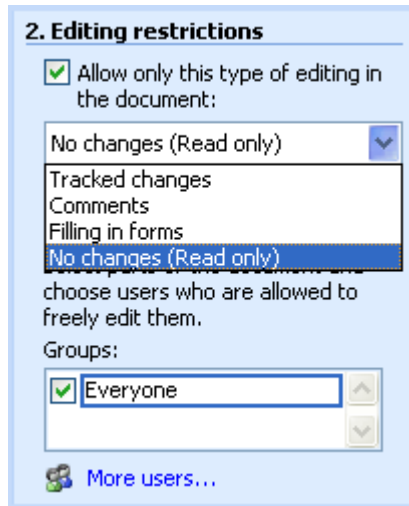 2. Editing restrictions
Allow only this type of editing in
the document:
No changes (Read only)
Tracked changes
Comments
Filling in forms
No changes (Read only)
choose users who are allowed to
freely edit them.
Groups:
Everyone
More users...